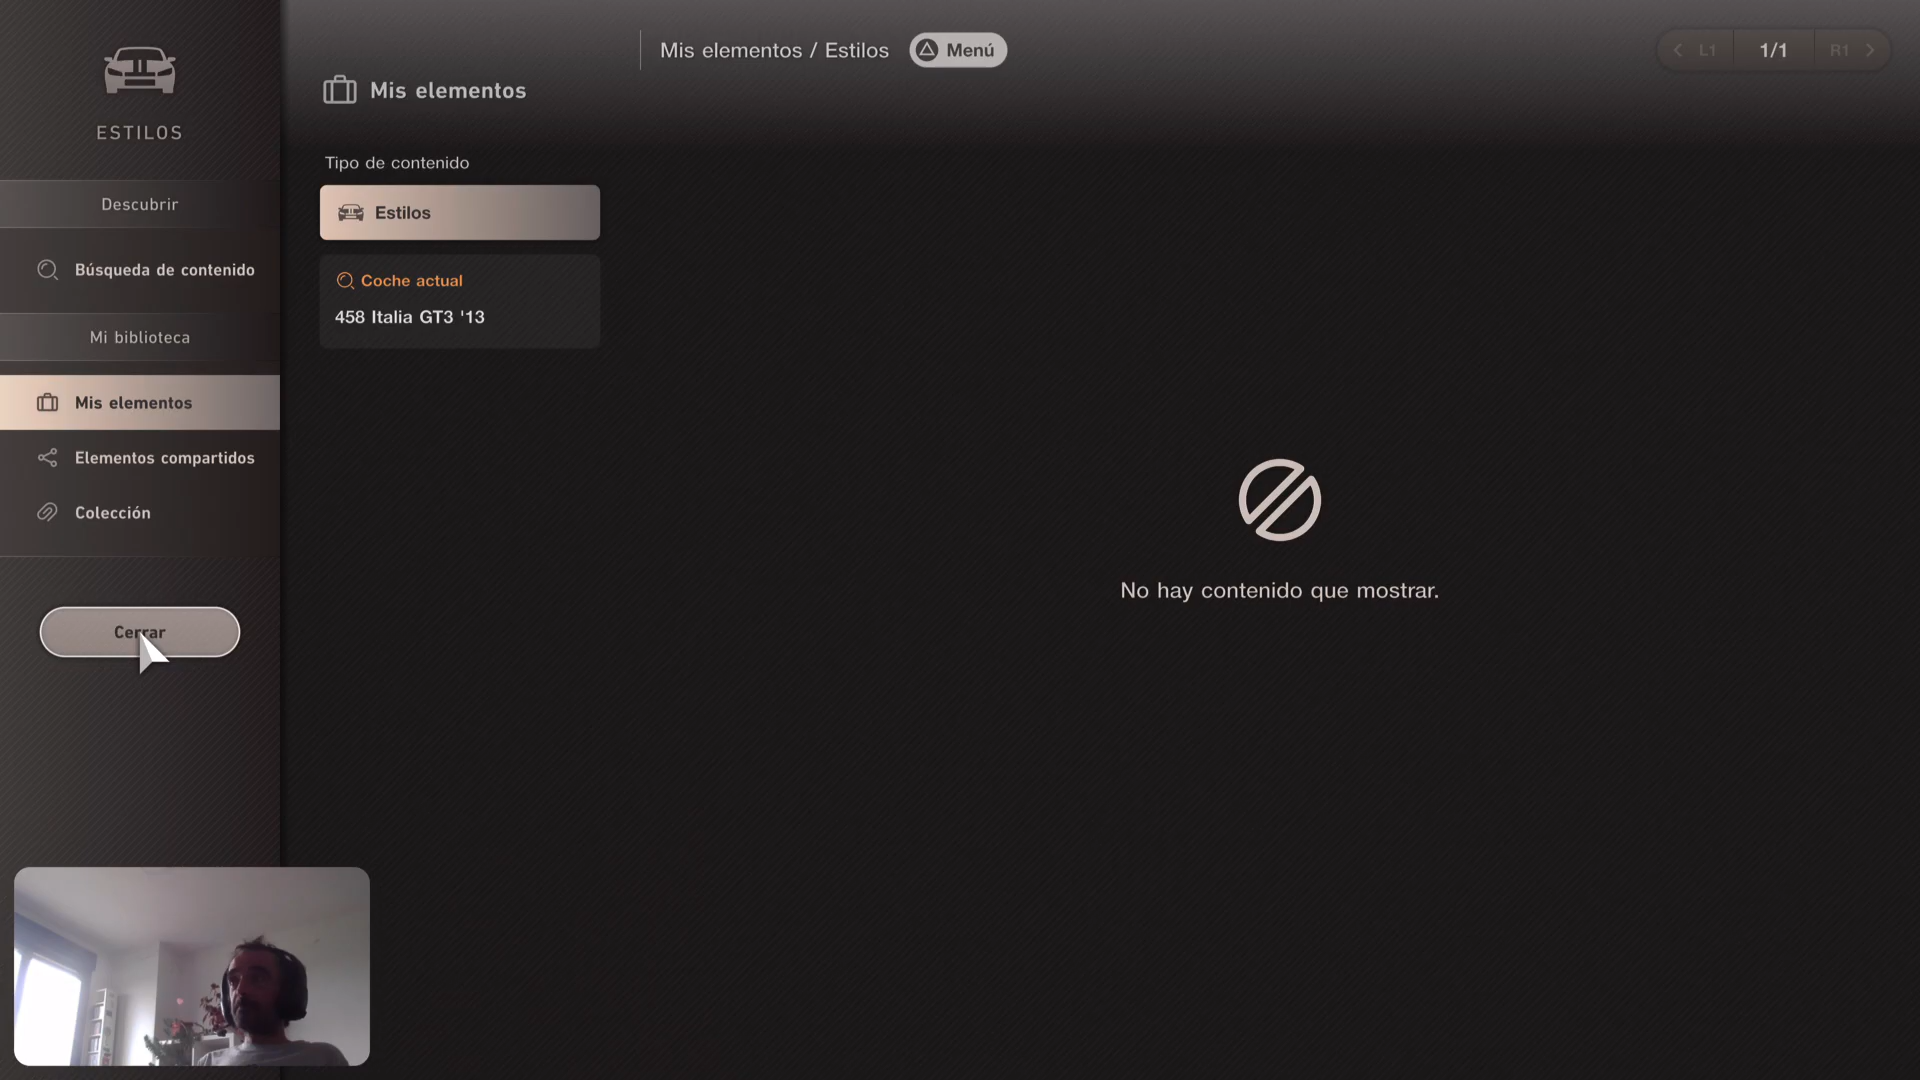 ESTILOS
Descubrir
Búsqueda de contenido
Mi biblioteca
Mis elementos
Elementos compartidos
Colección
Cerrar
Mis elementos / Estilos
Menú
L1
1/1
R1
Mis elementos
Tipo de contenido
Estilos
Coche actual
458 Italia GT3 '13
No hay contenido que mostrar.